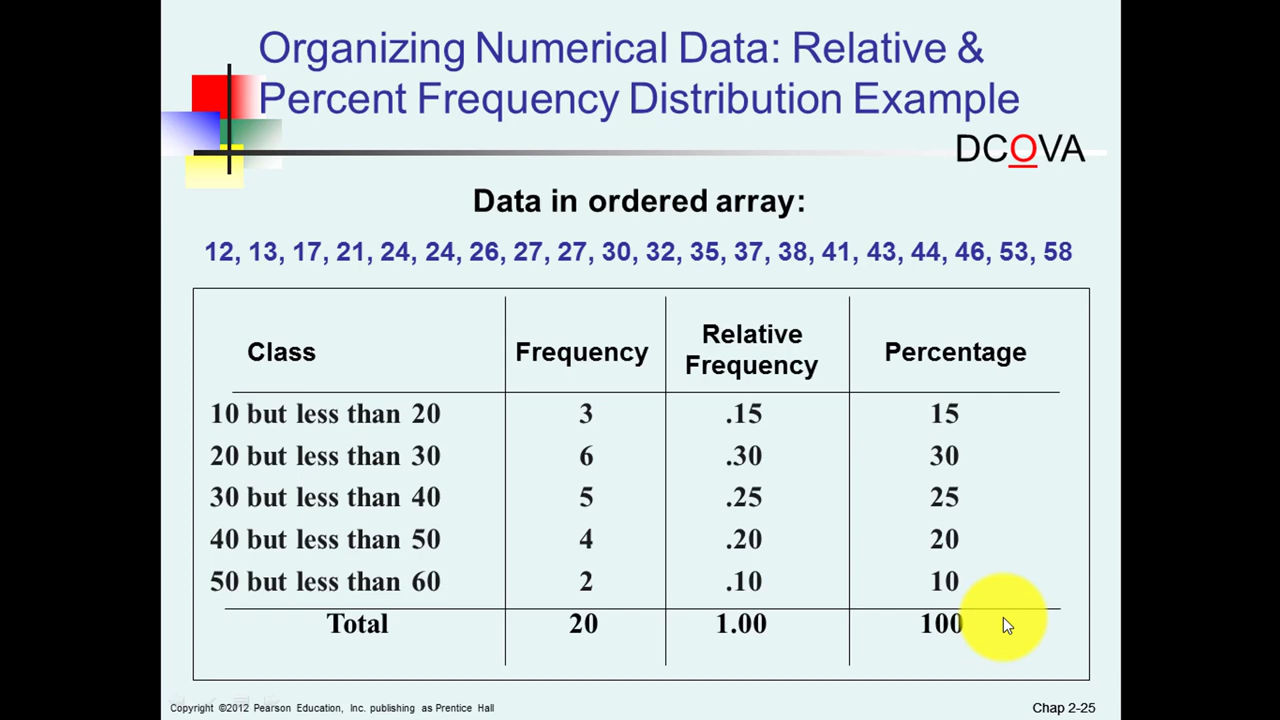 Organizing Numerical Data: Relative &
Percent Frequency Distribution Example
DCOVA
Data in ordered array:
12, 13, 17, 21, 24, 24, 26, 27, 27, 30, 32, 35, 37, 38, 41, 43, 44, 46, 53, 58
Class Frequency Relative Frequency Percentage
10 but less than 20 3 .15 15
20 but less than 30 6 .30 30
30 but less than 40 5 .25 25
40 but less than 50 4 .20 20
50 but less than 60 2 .10 10
Total 20 1.00 100
Copyright ©2012 Pearson Education, Inc. publishing as Prentice Hall Chap 2-25